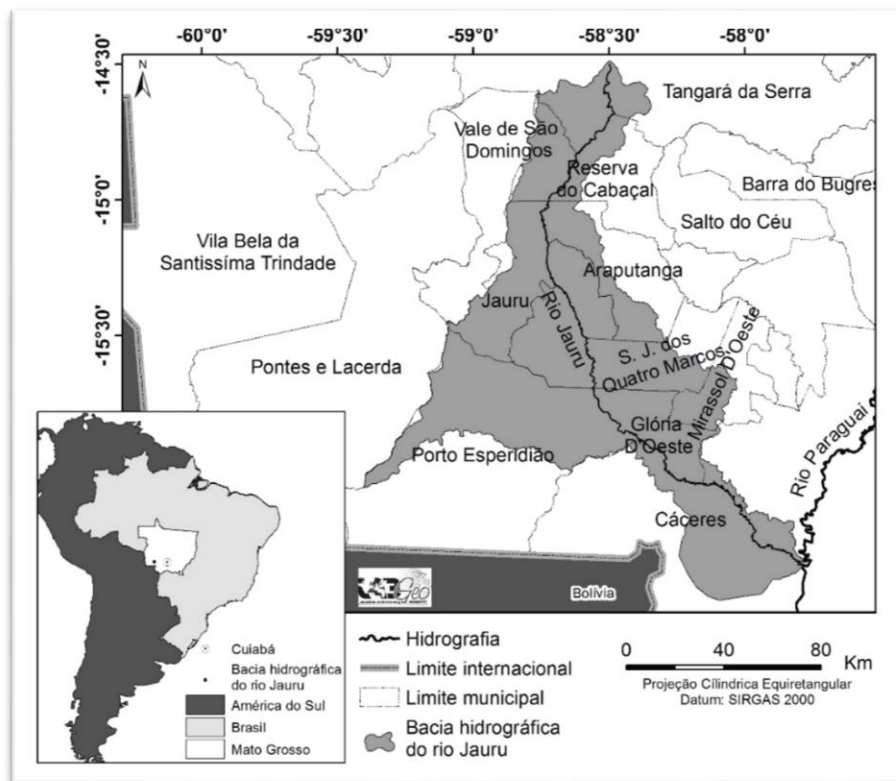 -60°0' -59°30' -59°0' -58°30' -58°0'
-14°30'
-15°0'
-15°30'
N
Tangará da Serra
Vale de São
Domingos
Reserva
do Cabaçal
Barra do Bugres
Salto do Céu
Vila Bela da
Santissíma Trindade
Araputanga
Jauru
Rio Jauru
S. J. dos
Quatro Marcos
Mirassol D'Oeste
Pontes e Lacerda
Glória
D'Oeste
Porto Esperidião
Rio Paraguai
Cáceres
Bolívia
Geo
Cuiabá
Bacia hidrográfica
do rio Jauru
América do Sul
Brasil
Mato Grosso
Hidrografia
Limite internacional
Limite municipal
Bacia hidrográfica
do rio Jauru
0 20 40 80
Km
Projeção Cílindrica Equiretangular
Datum: SIRGAS 2000